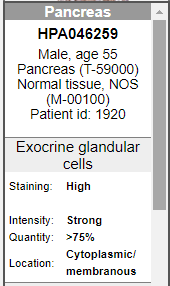 Pancreas
HPA046259
Male, age 55
Pancreas (T-59000)
Normal tissue, NOS
(M-00100)
Patient id: 1920
Exocrine glandular
cells
Staining: High
Intensity: Strong
Quantity: >75%
Location: Cytoplasmic/
membranous